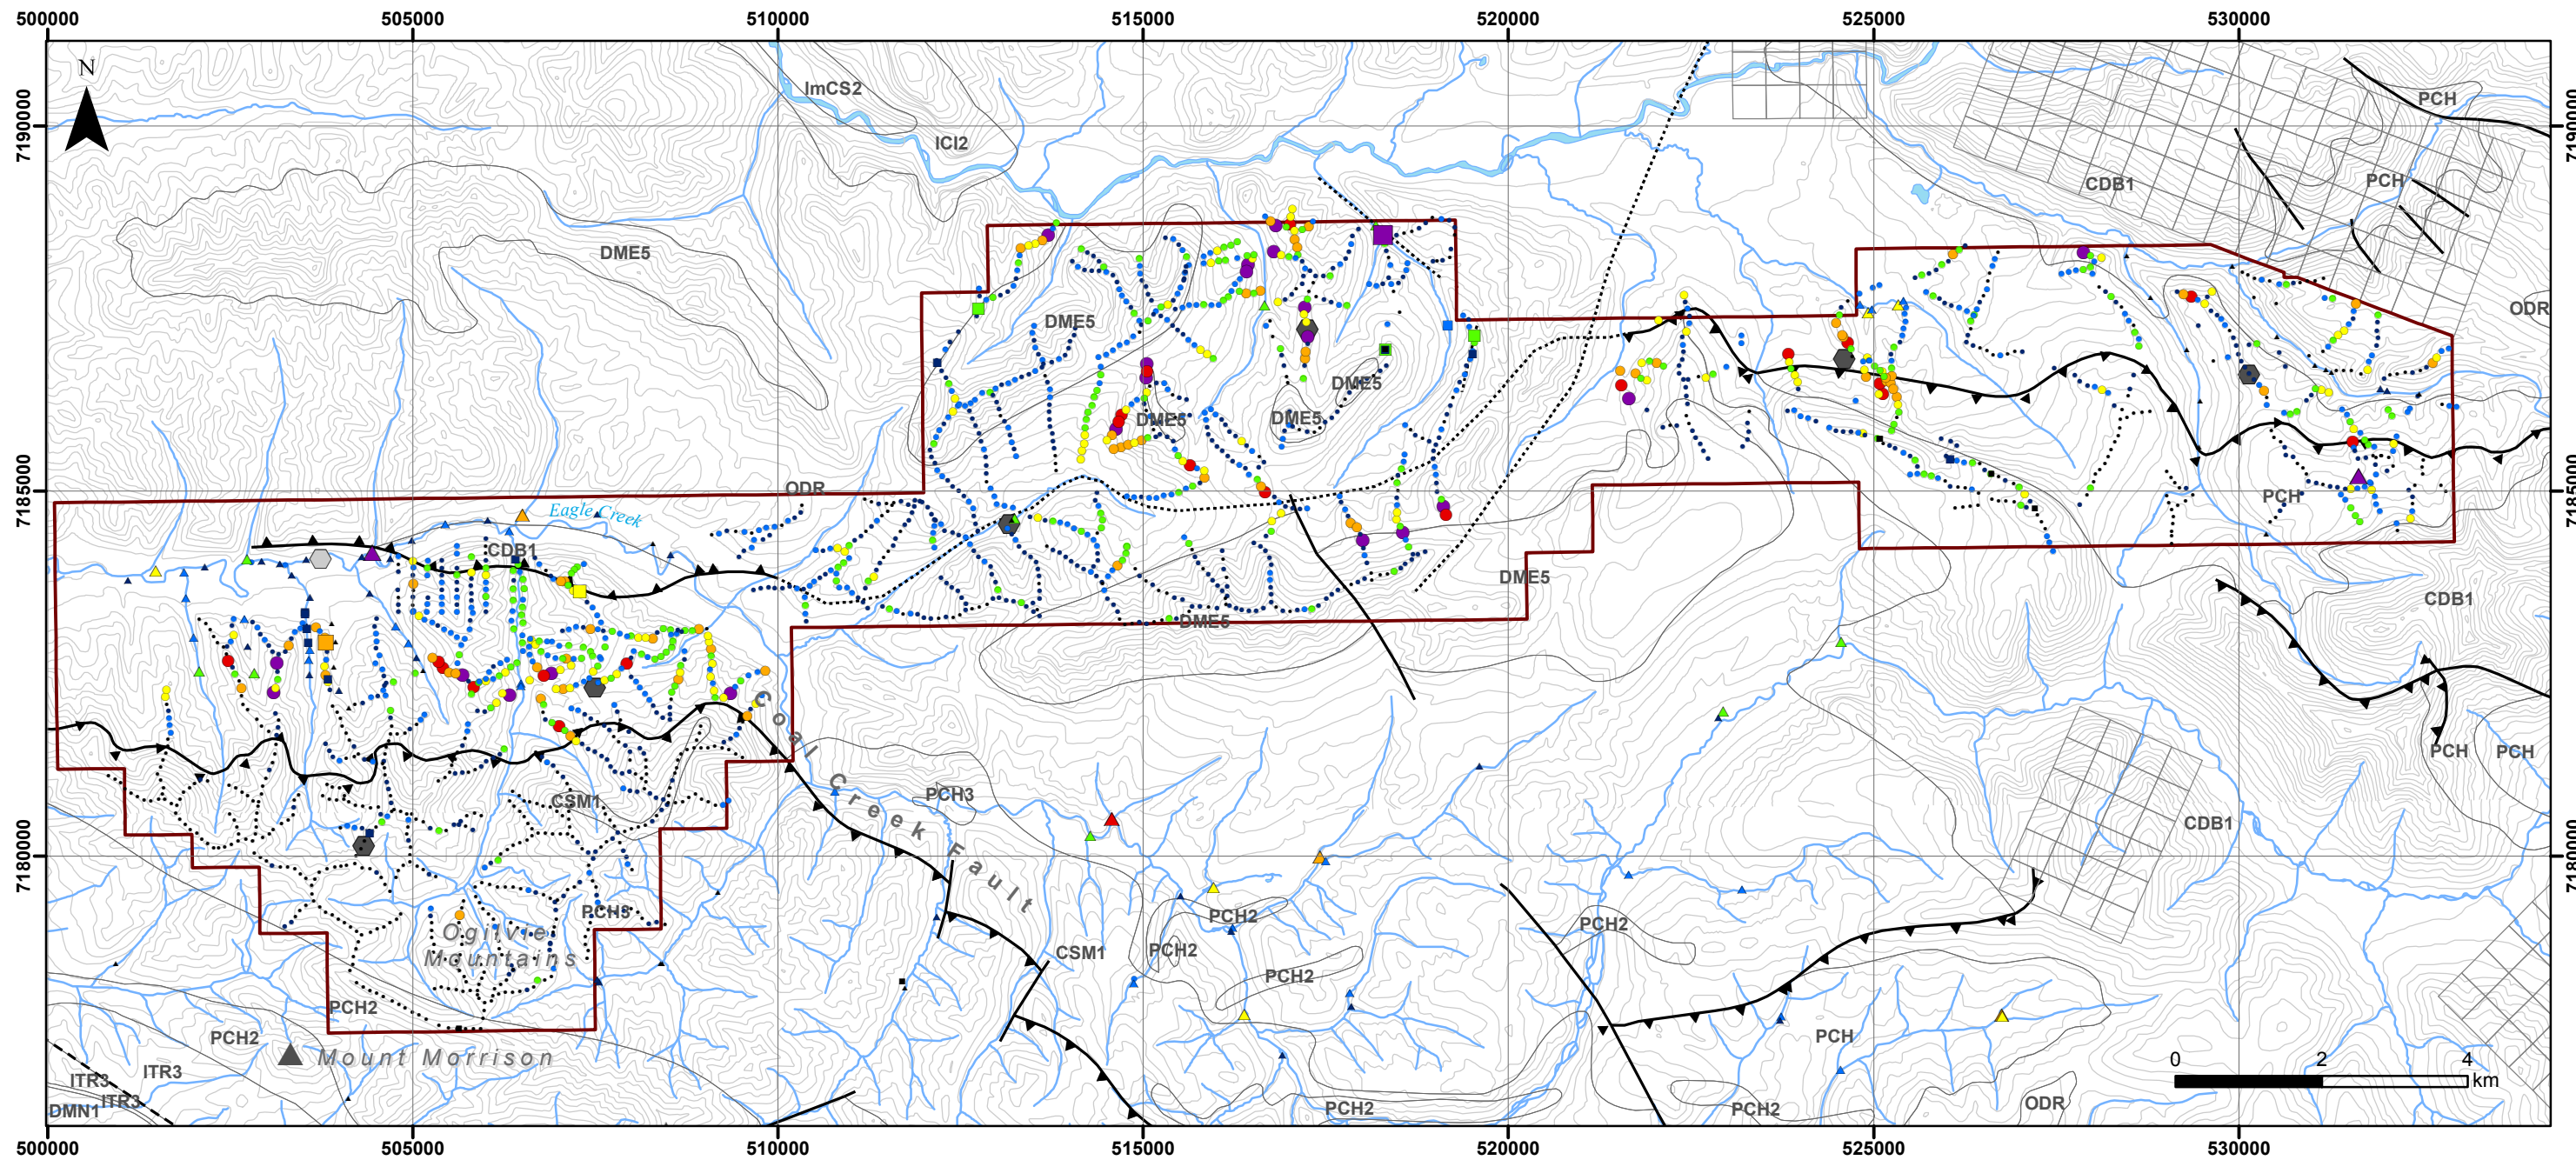 500000 505000 510000 515000 520000 525000 530000
N
ImCS2
PCH
7190000
7190000
ICI2
PCH
CDB1
DME5
ODR
DME5
DME5
DME5
DME5
ODR
7185000
7185000
PCH
Eagle Creek
CDB1
DME5
CDB1
DME5
Coal Creek Fault
PCH
PCH
PCH3
CSM1
CDB1
7180000
7180000
PCH3
PCH2
PCH2
Ogilvie
Mountains
CSM1
PCH2
PCH2
PCH2
PCH2
PCH
Mount Morrison
0 2 4
km
ITR3
ITR3
ITR3
DMN1
PCH2
PCH2
ODR
500000 505000 510000 515000 520000 525000 530000